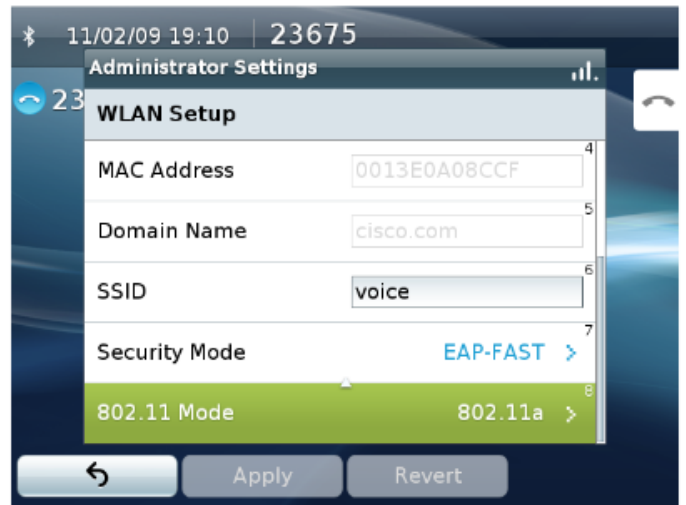 11/02/09 19:10 23675
Administrator Settings
23
WLAN Setup
MAC Address 0013E0A08CCF 4
Domain Name cisco.com 5
SSID voice 6
Security Mode EAP-FAST > 7
802.11 Mode 802.11a > 8
Apply Revert